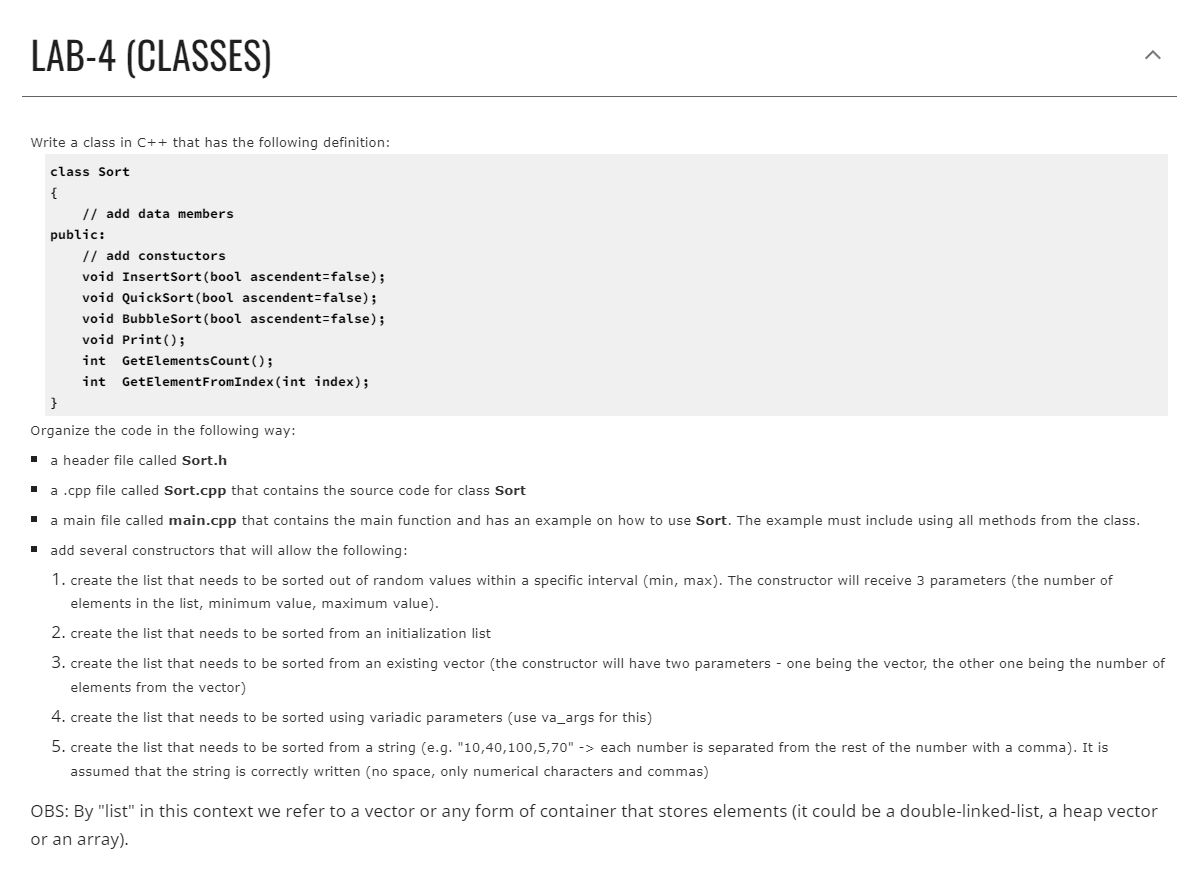 LAB-4 (CLASSES)
Write a class in C++ that has the following definition:
class Sort
{
// add data members
public:
// add constuctors
void InsertSort(bool ascendent=false);
void QuickSort(bool ascendent=false);
void BubbleSort(bool ascendent=false);
void Print();
int  GetElementsCount();
int  GetElementFromIndex(int index);
}
Organize the code in the following way:
a header file called Sort.h
a .cpp file called Sort.cpp that contains the source code for class Sort
a main file called main.cpp that contains the main function and has an example on how to use Sort. The example must include using all methods from the class.
add several constructors that will allow the following:
1. create the list that needs to be sorted out of random values within a specific interval (min, max). The constructor will receive 3 parameters (the number of
elements in the list, minimum value, maximum value).
2. create the list that needs to be sorted from an initialization list
3. create the list that needs to be sorted from an existing vector (the constructor will have two parameters - one being the vector, the other one being the number of
elements from the vector)
4. create the list that needs to be sorted using variadic parameters (use va_args for this)
5. create the list that needs to be sorted from a string (e.g. "10,40,100,5,70" -> each number is separated from the rest of the number with a comma). It is
assumed that the string is correctly written (no space, only numerical characters and commas)
OBS: By "list" in this context we refer to a vector or any form of container that stores elements (it could be a double-linked-list, a heap vector
or an array).